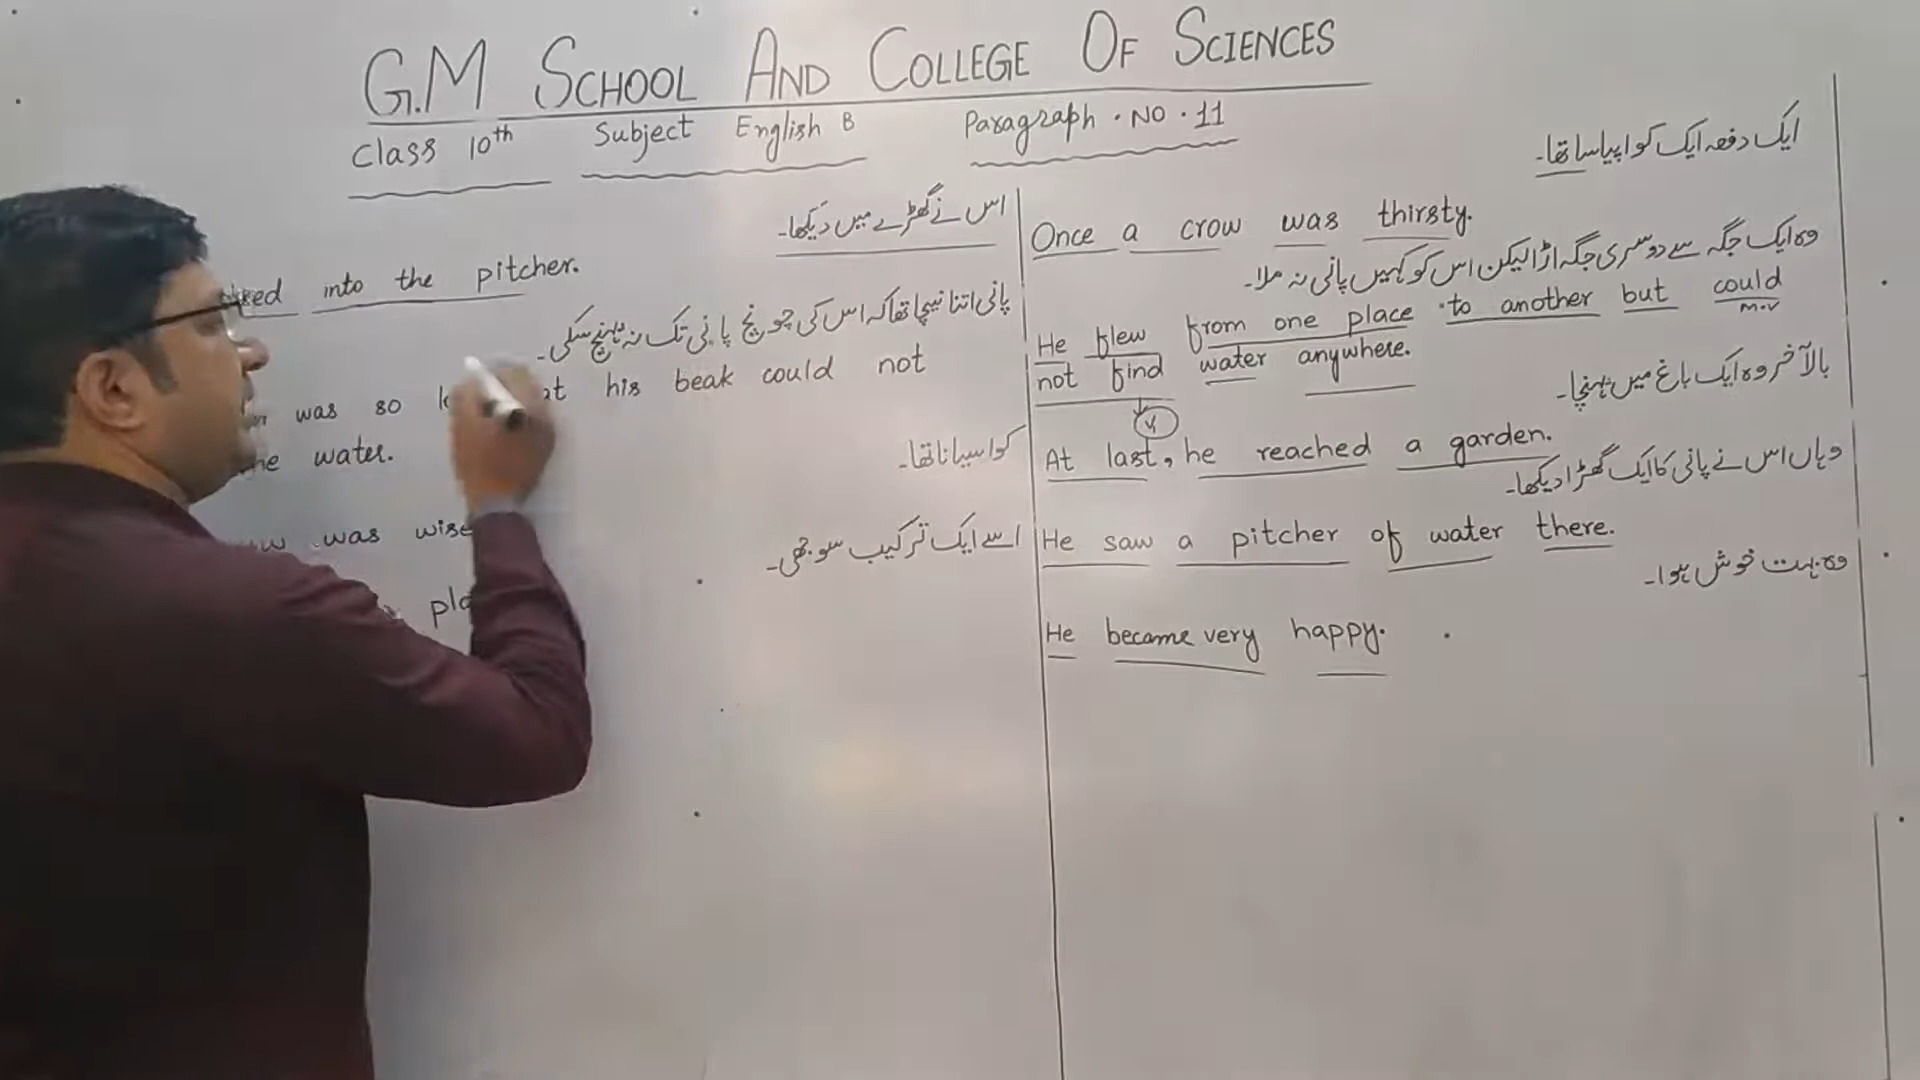 G.M SCHOOL AND COLLEGE OF SCIENCES
Class 10th Subject English B Paragraph . NO . 11
ایک دفعہ ایک کوا پیاسا تھا۔
Once a crow was thirsty.
وہ ایک جگہ سے دوسری جگہ اڑا لیکن اس کو کہیں پانی نہ ملا۔
He flew from one place to another but could
m.v
not find water anywhere.
بالآخر وہ ایک باغ میں پہنچا۔
At last, he reached a garden.
وہاں اس نے پانی کا ایک گھڑا دیکھا۔
He saw a pitcher of water there.
وہ بہت خوش ہوا۔
He became very happy.
اس نے گھڑے میں دیکھا۔
into the pitcher.
پانی اتنا نیچا تھا کہ اس کی چونچ پانی تک نہ پہنچ سکی۔
was so his beak could not
water.
کوا سیانا تھا۔
was wise
اسے ایک ترکیب سوجھی۔